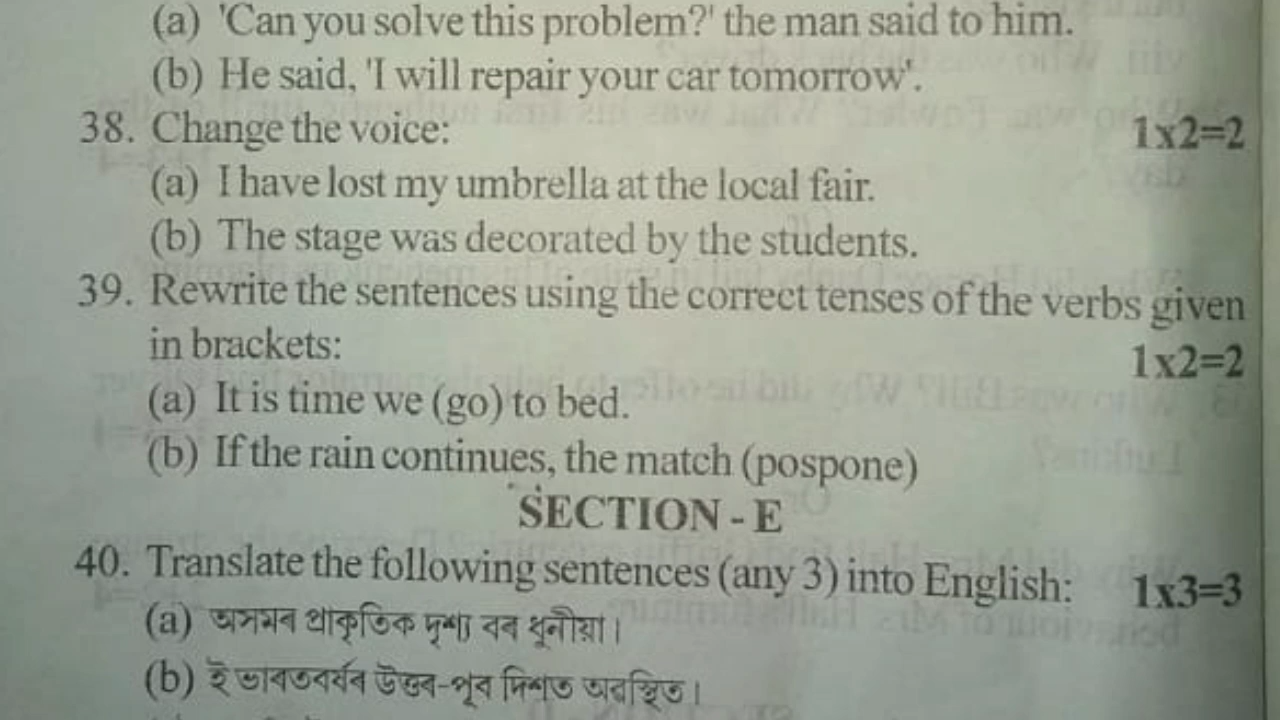 (a) 'Can you solve this problem?' the man said to him.
(b) He said, 'I will repair your car tomorrow'.
38. Change the voice: 1x2=2
(a) I have lost my umbrella at the local fair.
(b) The stage was decorated by the students.
39. Rewrite the sentences using the correct tenses of the verbs given
in brackets: 1x2=2
(a) It is time we (go) to bed.
(b) If the rain continues, the match (pospone)
SECTION - E
40. Translate the following sentences (any 3) into English: 1x3=3
(a) অসমৰ প্ৰাকৃতিক দৃশ্য বৰ ধুনীয়া।
(b) ই ভাৰতবৰ্ষৰ উত্তৰ-পূব দিশত অৱস্থিত।